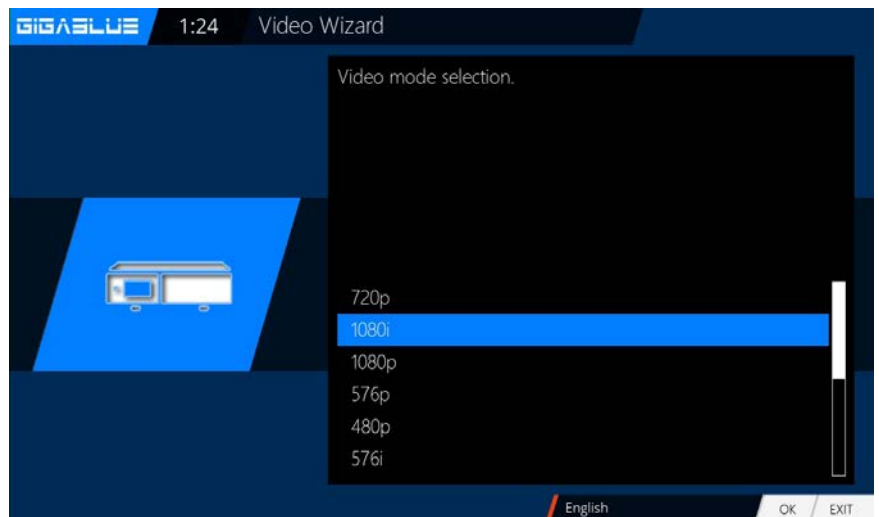 GIGABLUE 1:24 Video Wizard
Video mode selection.
720p
1080i
1080p
576p
480p
576i
English OK EXIT